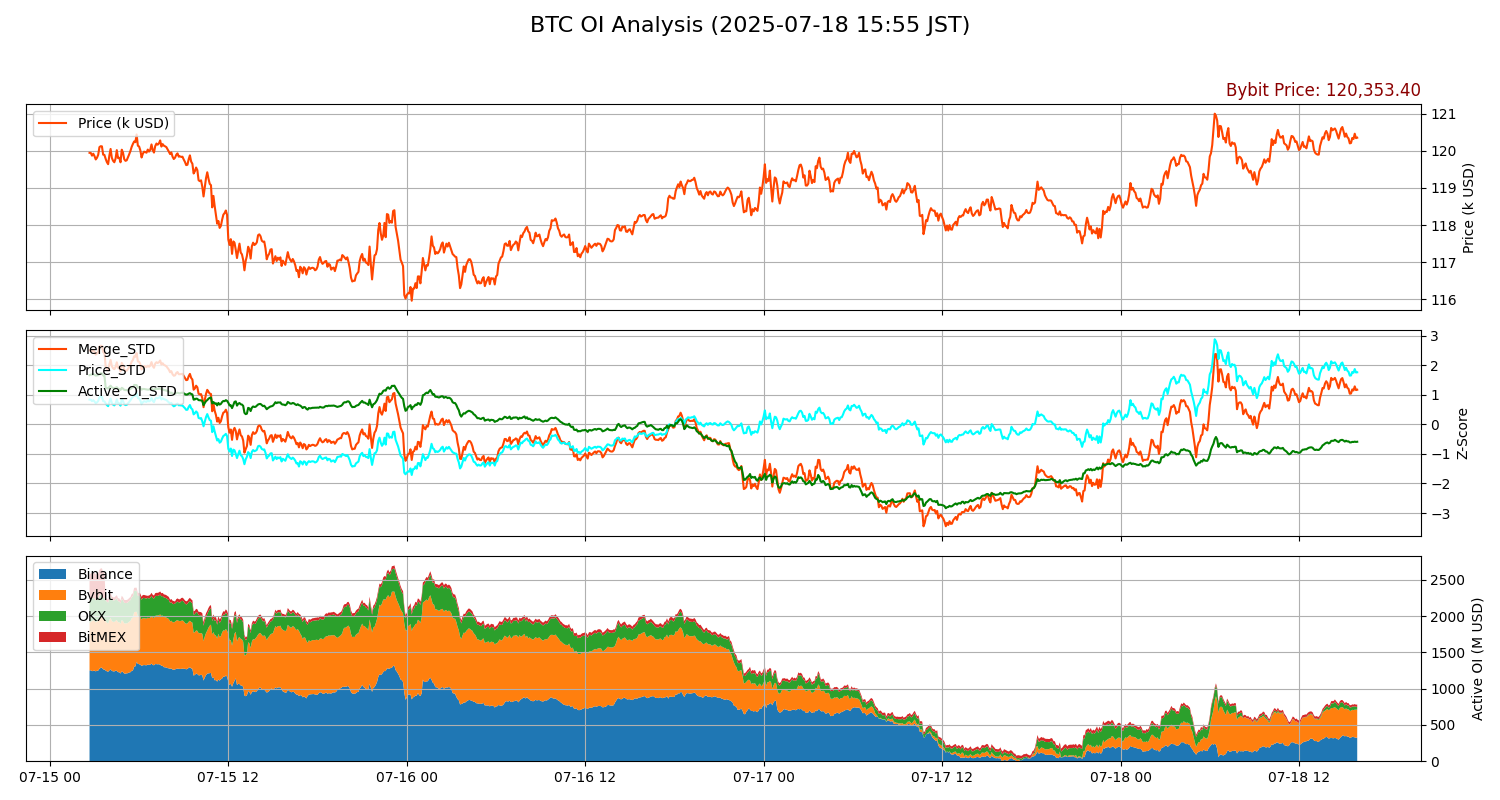 BTC OI Analysis (2025-07-18 15:55 JST)
Bybit Price: 120,353.40
Price (k USD)
121
120
119
118
117
116
Price (k USD)
Merge_STD
Price_STD
Active_OI_STD
3
2
1
0
−1
−2
−3
Z-Score
Binance
Bybit
OKX
BitMEX
2500
2000
1500
1000
500
0
Active OI (M USD)
07-15 00 07-15 12 07-16 00 07-16 12 07-17 00 07-17 12 07-18 00 07-18 12